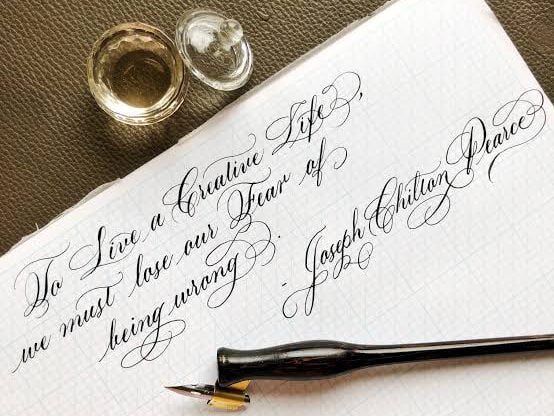 To Live a Creative Life,
we must lose our Fear of
being wrong.
- Joseph Chilton Pearce